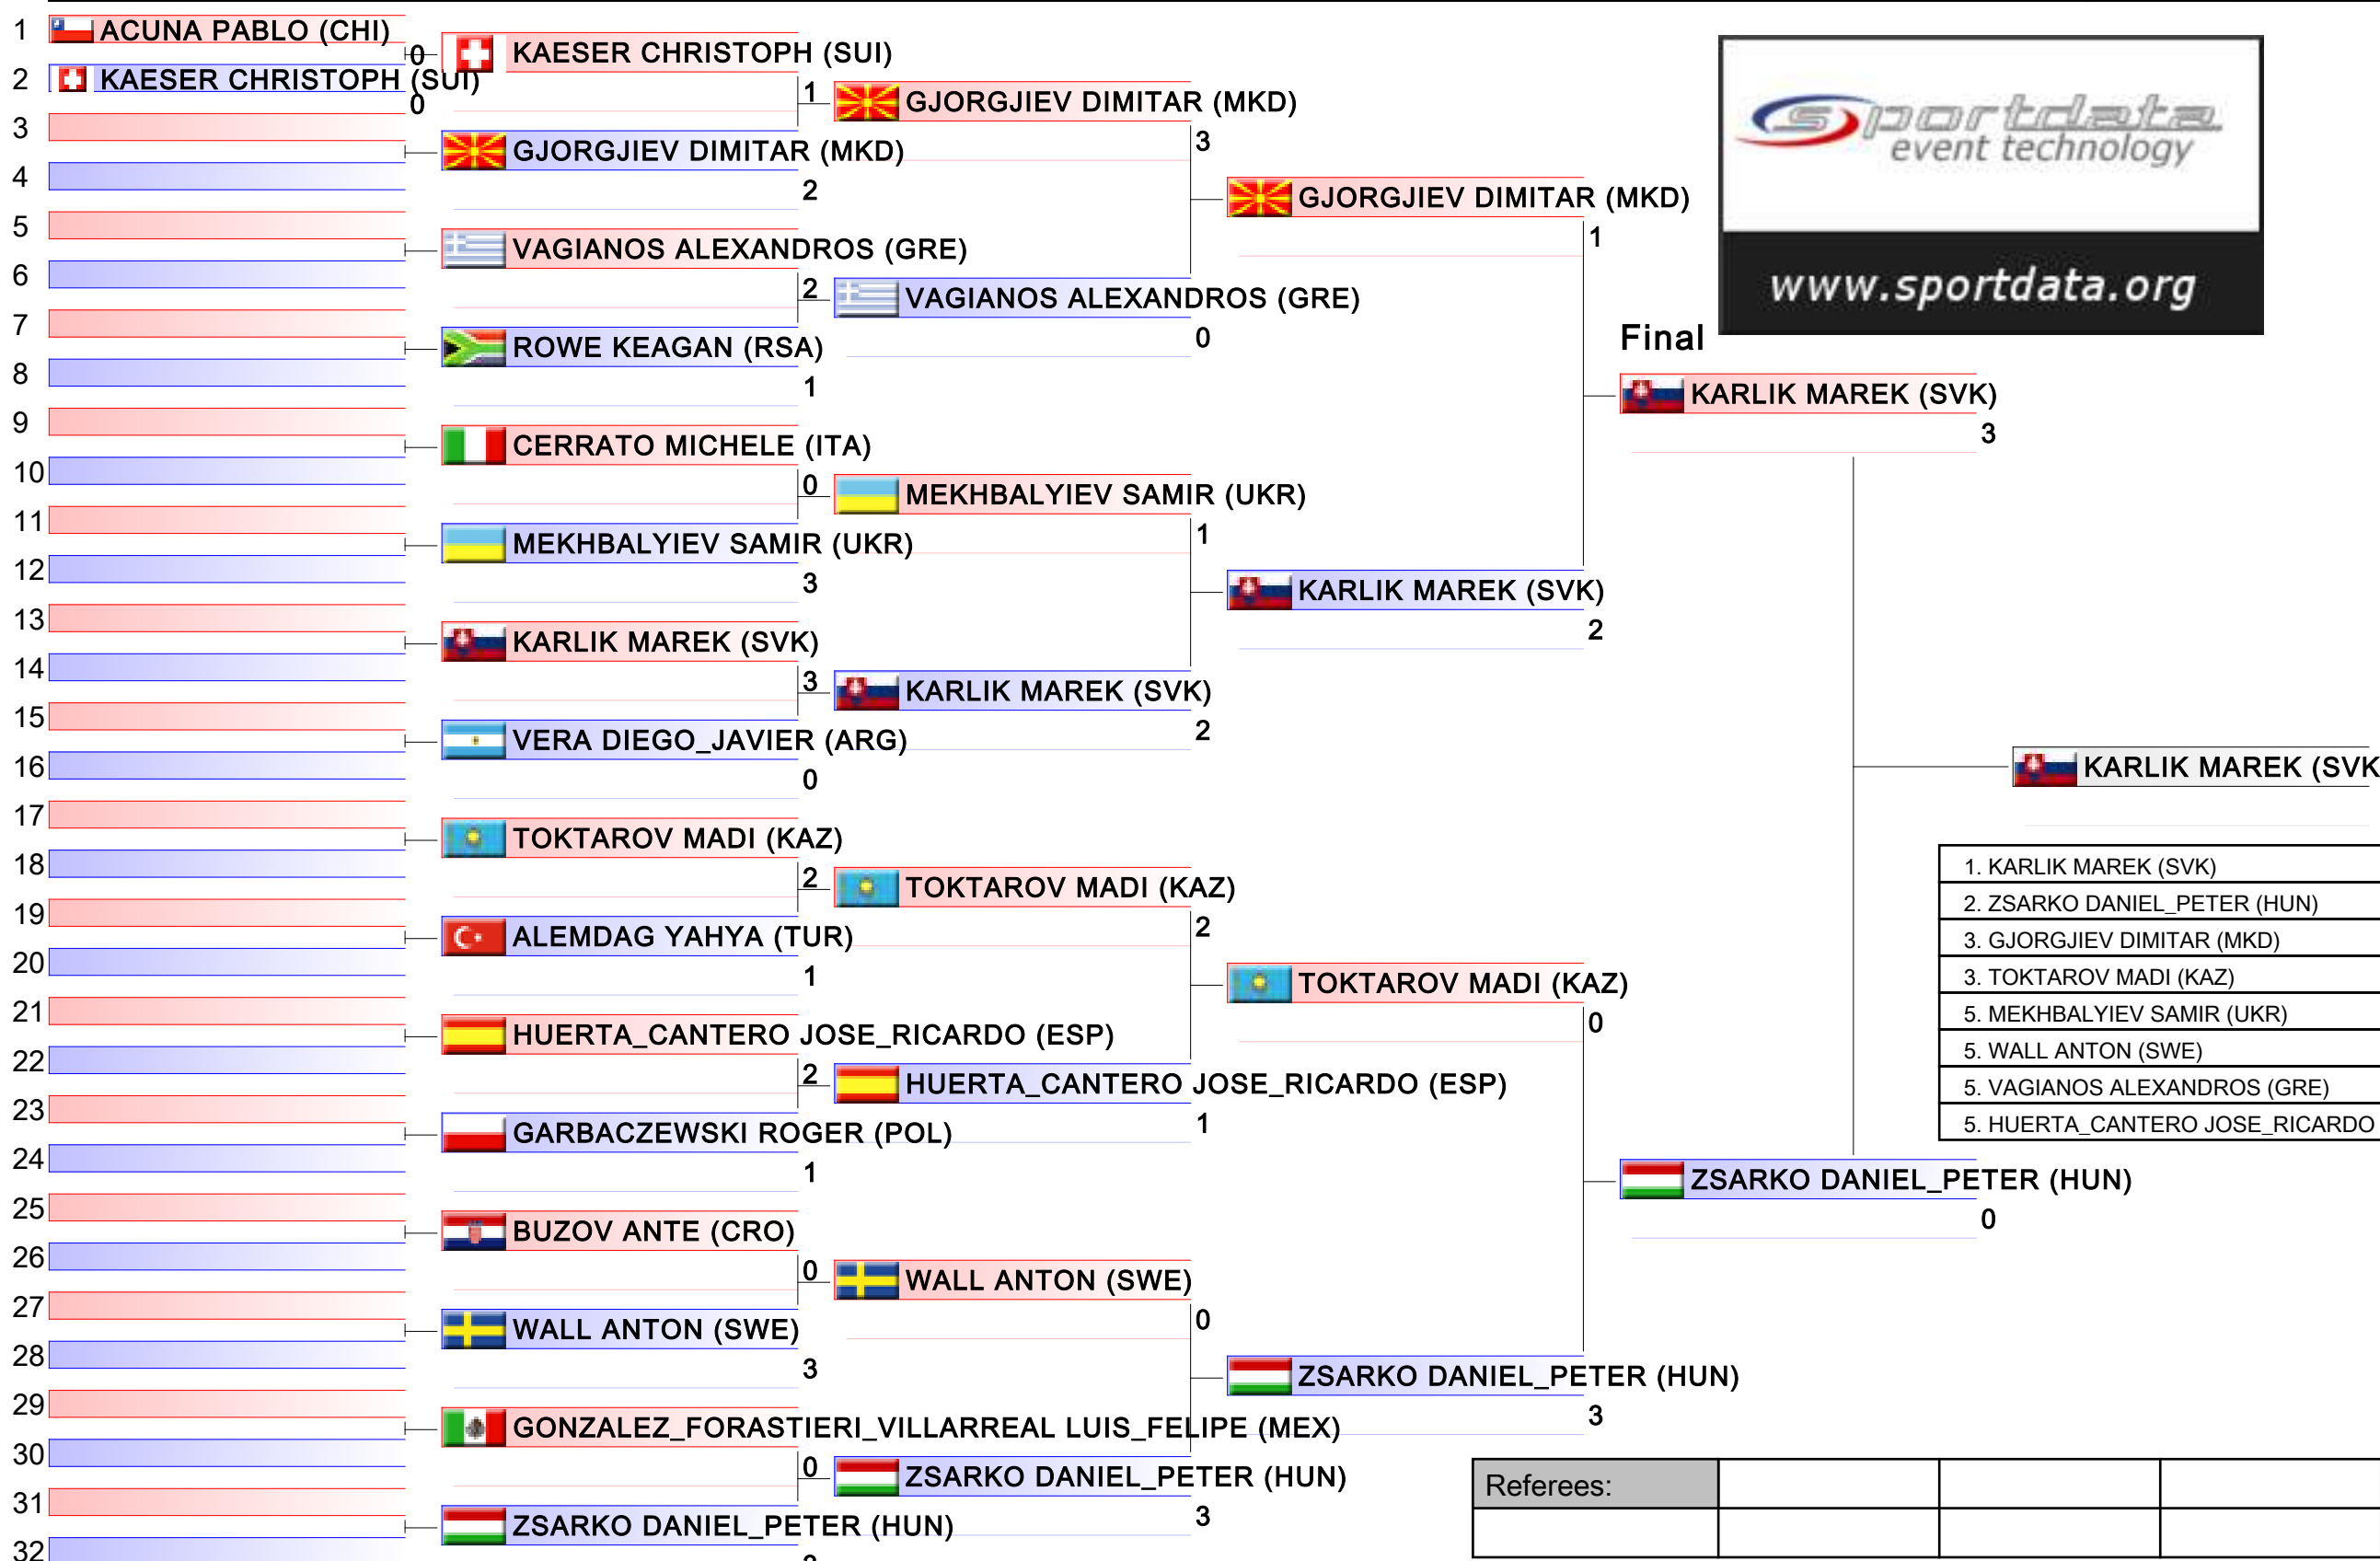 1 ACUNA PABLO (CHI)
0
2 KAESER CHRISTOPH (SUI)
0
3
4
5
6
7
8
9
10
11
12
13
14
15
16
17
18
19
20
21
22
23
24
25
26
27
28
29
30
31
32
KAESER CHRISTOPH (SUI)
1
GJORGJIEV DIMITAR (MKD)
2
VAGIANOS ALEXANDROS (GRE)
2
ROWE KEAGAN (RSA)
1
CERRATO MICHELE (ITA)
0
MEKHBALYIEV SAMIR (UKR)
3
KARLIK MAREK (SVK)
3
VERA DIEGO_JAVIER (ARG)
0
TOKTAROV MADI (KAZ)
2
ALEMDAG YAHYA (TUR)
1
HUERTA_CANTERO JOSE_RICARDO (ESP)
2
GARBACZEWSKI ROGER (POL)
1
BUZOV ANTE (CRO)
0
WALL ANTON (SWE)
3
GONZALEZ_FORASTIERI_VILLARREAL LUIS_FELIPE (MEX)
0
ZSARKO DANIEL_PETER (HUN)
GJORGJIEV DIMITAR (MKD)
3
VAGIANOS ALEXANDROS (GRE)
0
MEKHBALYIEV SAMIR (UKR)
1
KARLIK MAREK (SVK)
2
TOKTAROV MADI (KAZ)
2
HUERTA_CANTERO JOSE_RICARDO (ESP)
1
WALL ANTON (SWE)
0
ZSARKO DANIEL_PETER (HUN)
3
GJORGJIEV DIMITAR (MKD)
1
KARLIK MAREK (SVK)
2
TOKTAROV MADI (KAZ)
0
ZSARKO DANIEL_PETER (HUN)
3
sportdata
event technology
www.sportdata.org
Final
KARLIK MAREK (SVK)
3
ZSARKO DANIEL_PETER (HUN)
0
KARLIK MAREK (SVK
1. KARLIK MAREK (SVK)
2. ZSARKO DANIEL_PETER (HUN)
3. GJORGJIEV DIMITAR (MKD)
3. TOKTAROV MADI (KAZ)
5. MEKHBALYIEV SAMIR (UKR)
5. WALL ANTON (SWE)
5. VAGIANOS ALEXANDROS (GRE)
5. HUERTA_CANTERO JOSE_RICARDO
Referees: